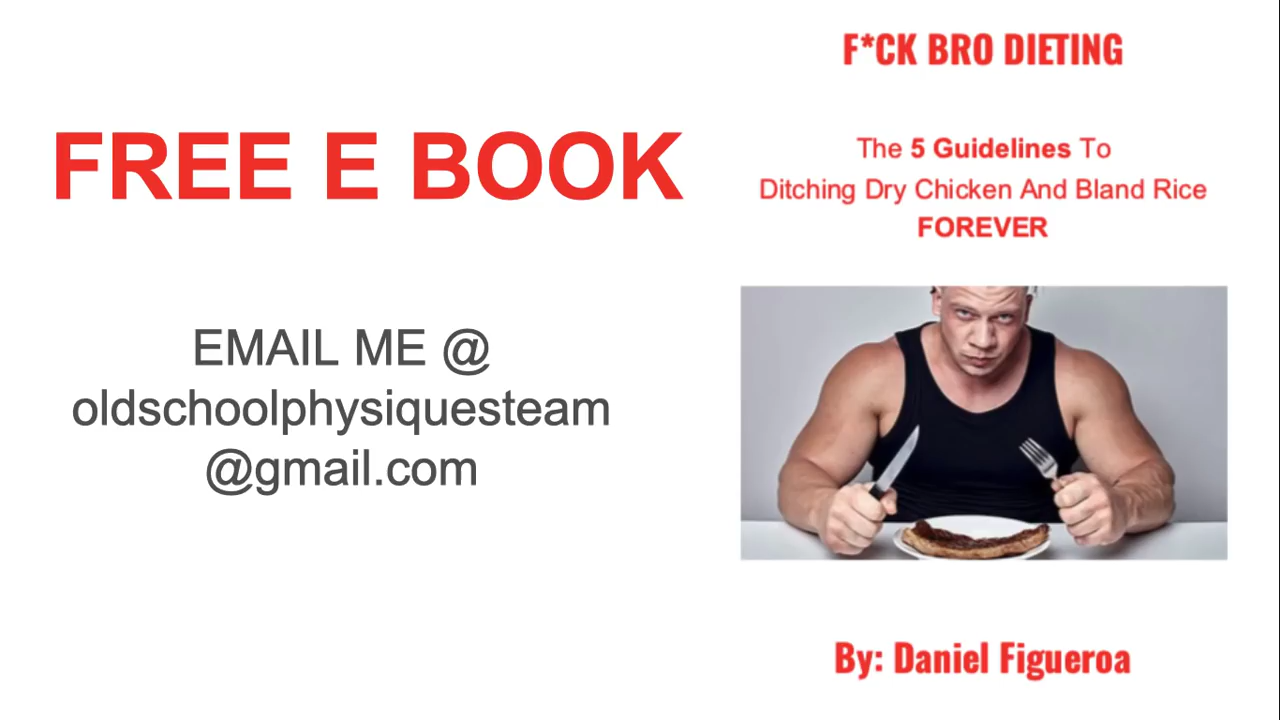 FREE E BOOK
EMAIL ME @
oldschoolphysiquesteam
@gmail.com
F*CK BRO DIETING
The 5 Guidelines To
Ditching Dry Chicken And Bland Rice
FOREVER
By: Daniel Figueroa